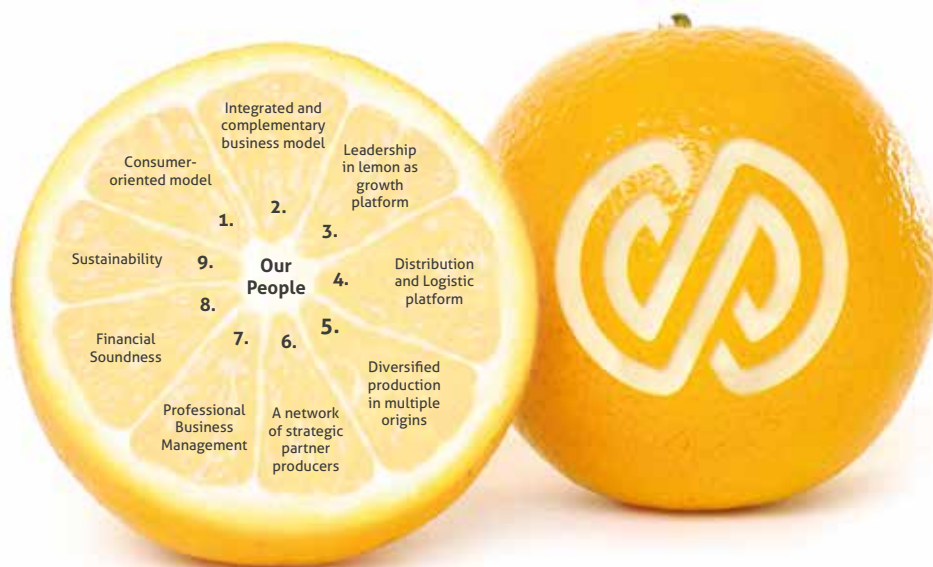 Consumer-
oriented model
1.
Integrated and
complementary
business model
2.
Leadership
in lemon as
growth
platform
3.
Distribution
and Logistic
platform
4.
Diversified
production
in multiple
origins
5.
A network
of strategic
partner
producers
6.
Professional
Business
Management
7.
Financial
Soundness
8.
Sustainability
9.
Our
People